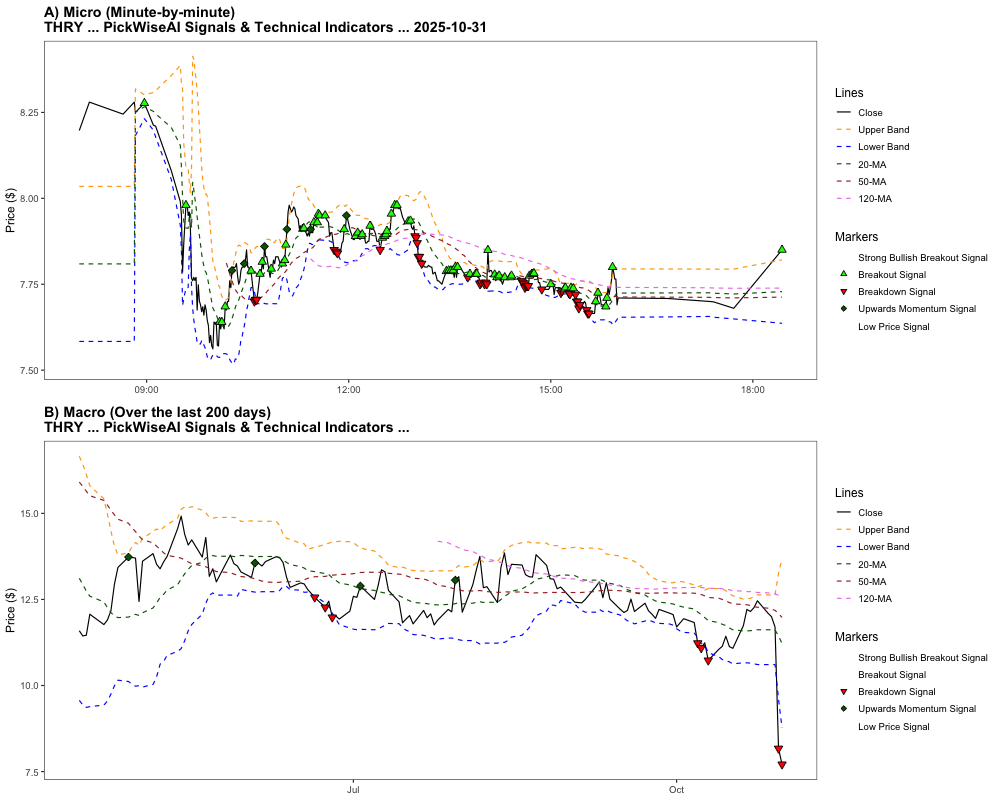 A) Micro (Minute-by-minute)
THRY ... PickWiseAI Signals & Technical Indicators ... 2025-10-31
Price ($)
8.25
8.00
7.75
7.50
09:00
12:00
15:00
18:00
Lines
Close
Upper Band
Lower Band
20-MA
50-MA
120-MA
Markers
Strong Bullish Breakout Signal
Breakout Signal
Breakdown Signal
Upwards Momentum Signal
Low Price Signal
B) Macro (Over the last 200 days)
THRY ... PickWiseAI Signals & Technical Indicators ...
Price ($)
15.0
12.5
10.0
7.5
Jul
Oct
Lines
Close
Upper Band
Lower Band
20-MA
50-MA
120-MA
Markers
Strong Bullish Breakout Signal
Breakout Signal
Breakdown Signal
Upwards Momentum Signal
Low Price Signal